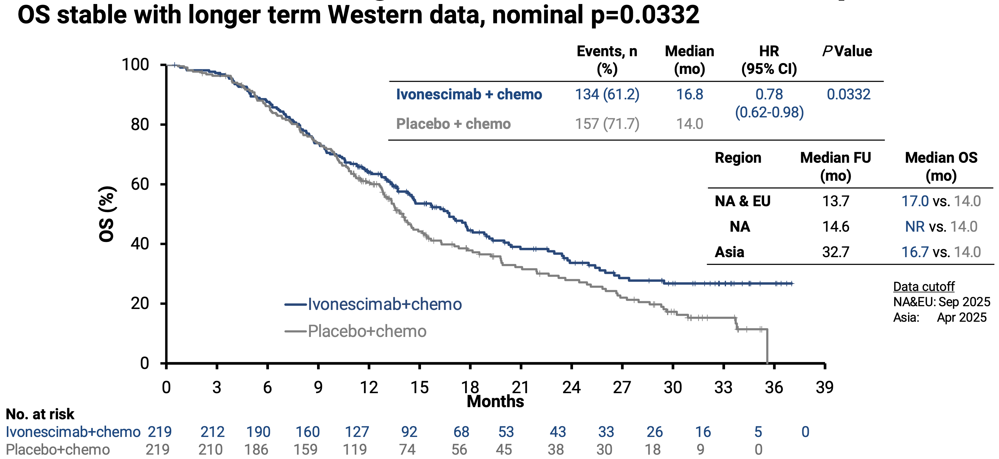 OS stable with longer term Western data, nominal p=0.0332
Events, n (%) Median (mo) HR (95% CI) P Value
Ivonescimab + chemo 134 (61.2) 16.8 0.78 (0.62-0.98) 0.0332
Placebo + chemo 157 (71.7) 14.0
Region Median FU (mo) Median OS (mo)
NA & EU 13.7 17.0 vs. 14.0
NA 14.6 NR vs. 14.0
Asia 32.7 16.7 vs. 14.0
Data cutoff
NA&EU: Sep 2025
Asia: Apr 2025
OS (%)
100
80
60
40
20
0
Ivonescimab+chemo
Placebo+chemo
0 3 6 9 12 15 18 21 24 27 30 33 36 39
Months
No. at risk
Ivonescimab+chemo 219 212 190 160 127 92 68 53 43 33 26 16 5 0
Placebo+chemo 219 210 186 159 119 74 56 45 38 30 18 9 0